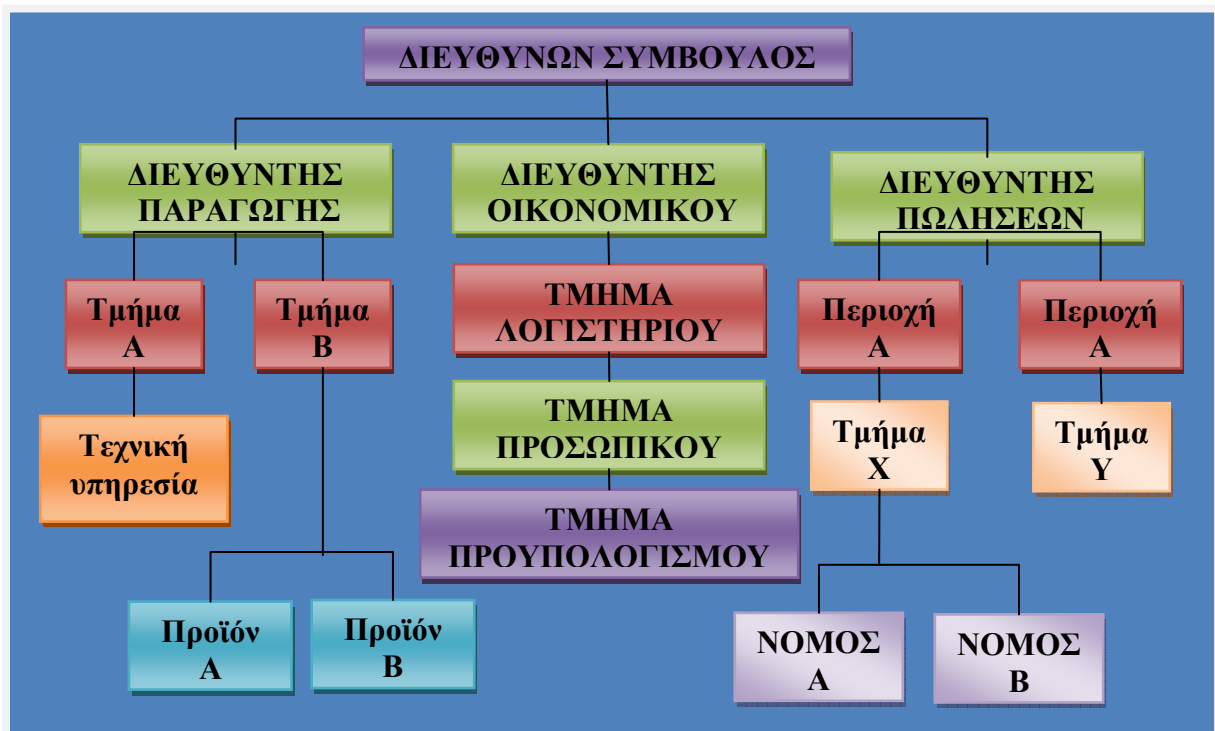 ΔΙΕΥΘΥΝΩΝ ΣΥΜΒΟΥΛΟΣ
ΔΙΕΥΘΥΝΤΗΣ
ΠΑΡΑΓΩΓΗΣ
ΔΙΕΥΘΥΝΤΗΣ
ΟΙΚΟΝΟΜΙΚΟΥ
ΔΙΕΥΘΥΝΤΗΣ
ΠΩΛΗΣΕΩΝ
Τμήμα
Α
Τμήμα
Β
ΤΜΗΜΑ
ΛΟΓΙΣΤΗΡΙΟΥ
Περιοχή
Α
Περιοχή
Α
Τεχνική
υπηρεσία
ΤΜΗΜΑ
ΠΡΟΣΩΠΙΚΟΥ
Τμήμα
Χ
Τμήμα
Υ
ΤΜΗΜΑ
ΠΡΟΥΠΟΛΟΓΙΣΜΟΥ
Προϊόν
Α
Προϊόν
Β
ΝΟΜΟΣ
Α
ΝΟΜΟΣ
Β